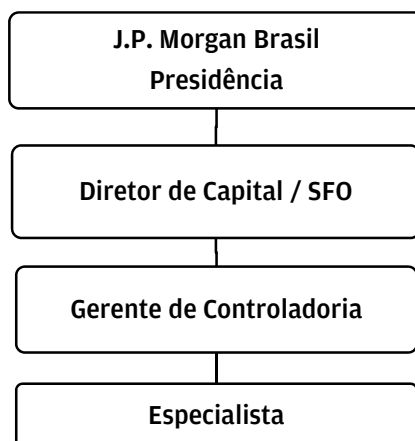 J.P. Morgan Brasil
Presidência
Diretor de Capital / SFO
Gerente de Controladoria
Especialista